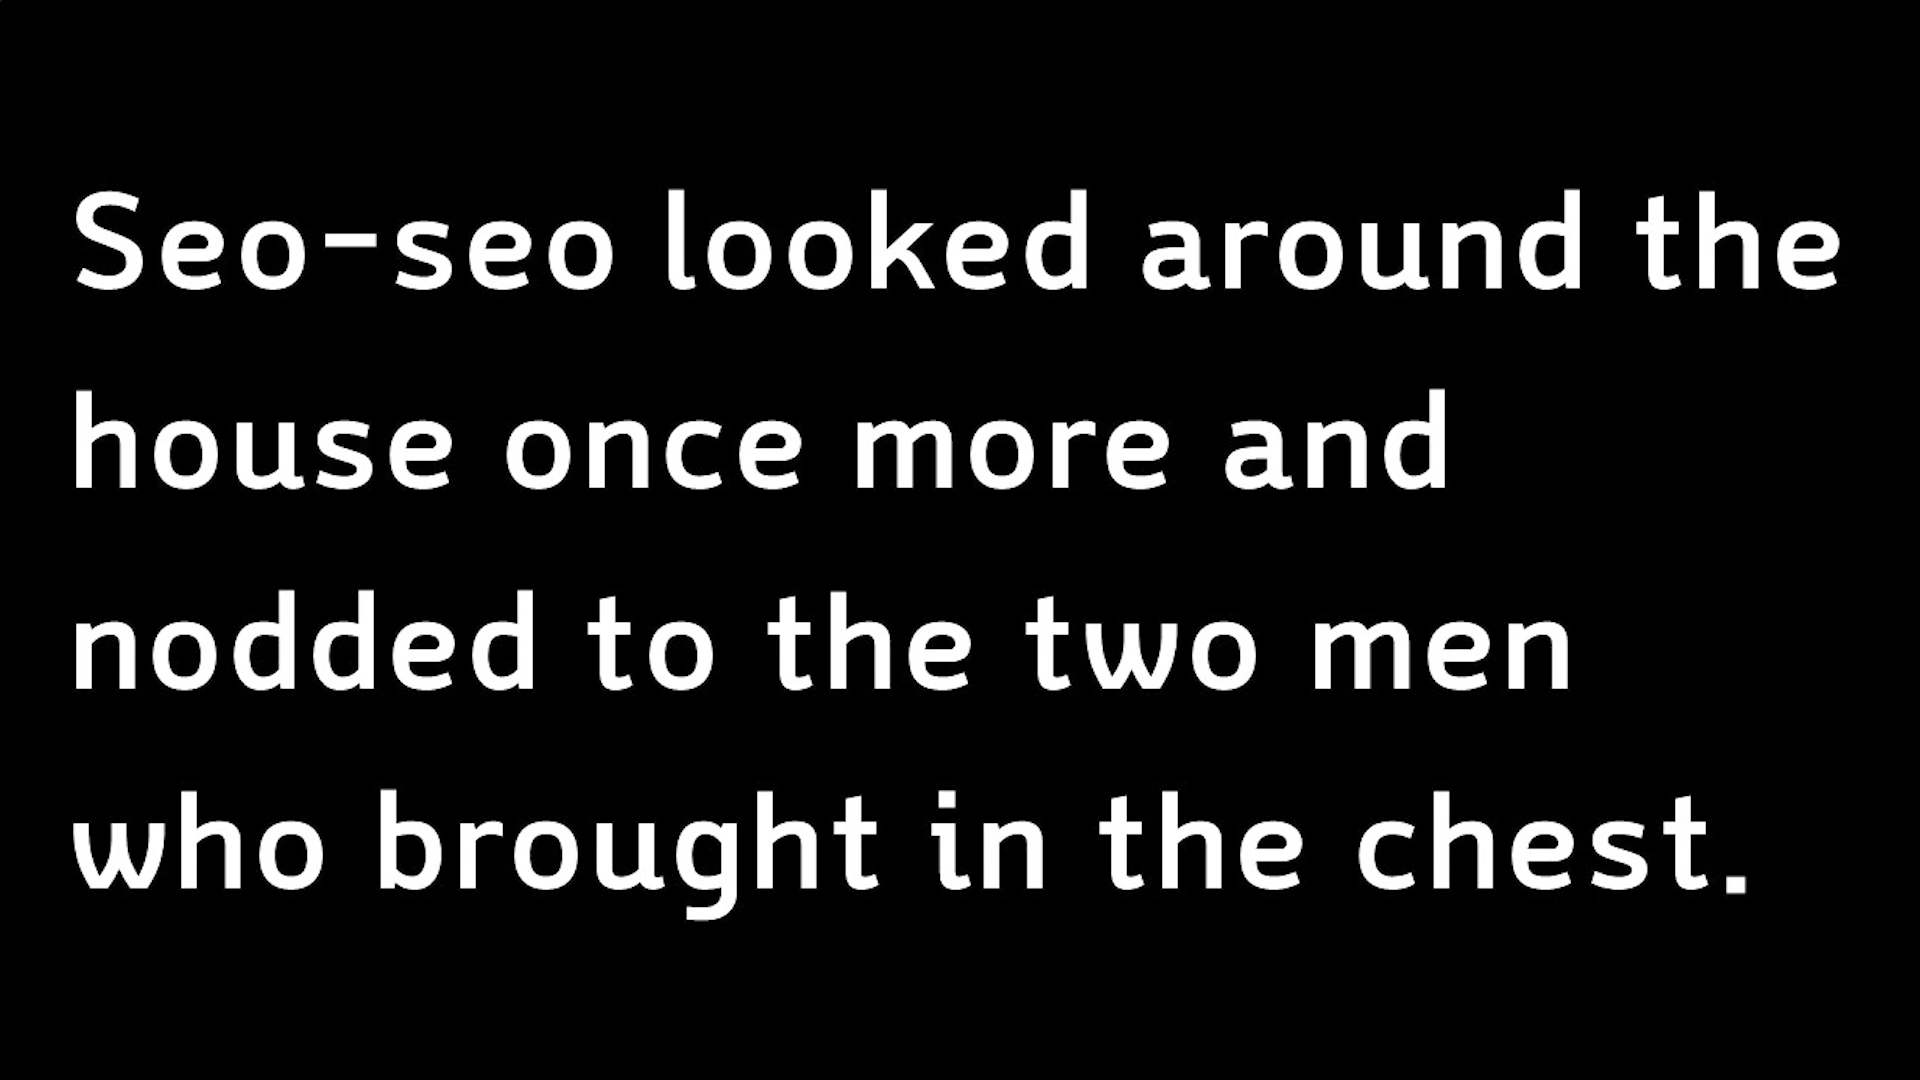 Seo-seo looked around the
house once more and
nodded to the two men
who brought in the chest.